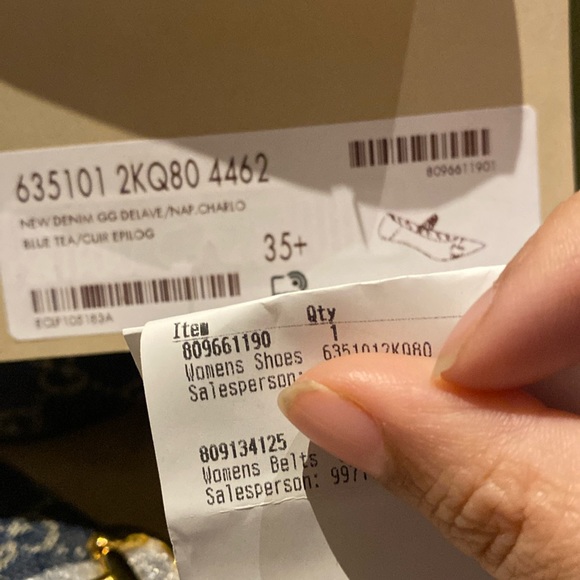 635101 2KQ80 4462
8096611901
NEW DENIM GG DELAVE/NAP.CHARLO
BLUE TEA/CUIR EPILOG
35+
Item Qty
809661190 1
Womens Shoes 6351012KQ80
Salesperson:
809134125
Womens Belts
Salesperson: 997